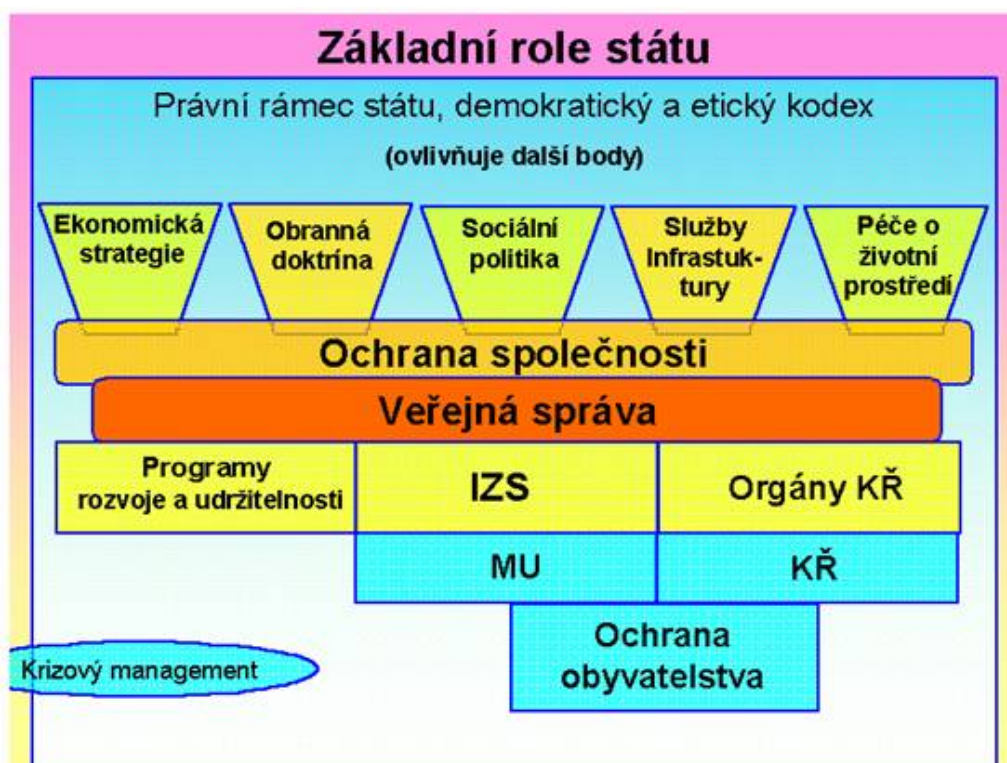 Základní role státu
Právní rámec státu, demokratický a etický kodex
(ovlivňuje další body)
Ekonomická
strategie
Obranná
doktrína
Sociální
politika
Služby
Infrastuk-
tury
Péče o
životní
prostředí
Ochrana společnosti
Veřejná správa
Programy
rozvoje a udržitelnosti
IZS
Orgány KŘ
MU
KŘ
Ochrana
obyvatelstva
Krizový management